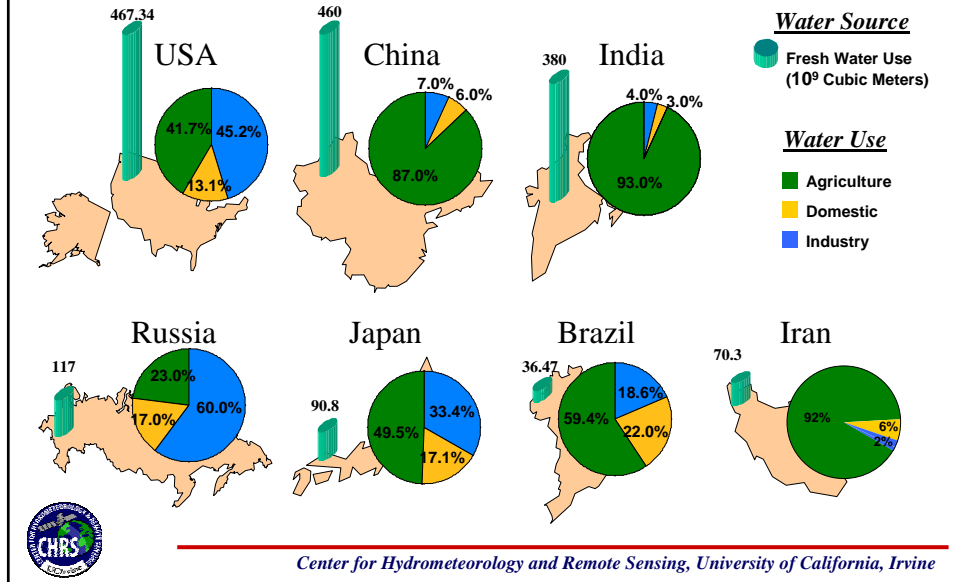 467.34
USA
41.7%
45.2%
13.1%
460
China
7.0%
6.0%
87.0%
380
India
4.0%
3.0%
93.0%
Water Source
Fresh Water Use
(10⁹ Cubic Meters)
Water Use
Agriculture
Domestic
Industry
117
Russia
23.0%
17.0%
60.0%
90.8
Japan
33.4%
49.5%
17.1%
36.47
Brazil
18.6%
59.4%
22.0%
70.3
Iran
92%
6%
2%
CHRS
Center for Hydrometeorology and Remote Sensing, University of California, Irvine